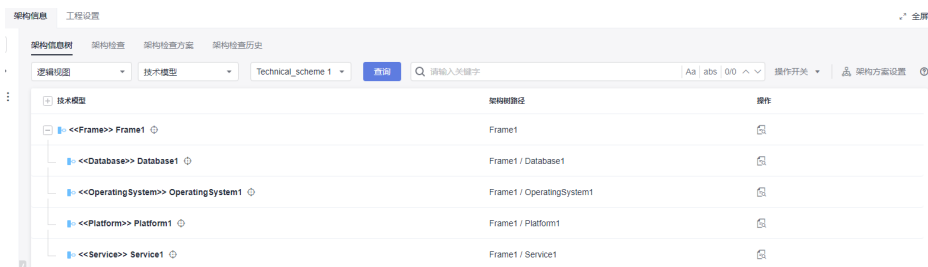 架构信息 工程设置 全屏
架构信息树 架构检查 架构检查方案 架构检查历史
逻辑视图 技术模型 Technical_scheme 1 查询 请输入关键字 Aa abs 0/0 操作开关 架构方案设置
技术模型 架构树路径 操作
<<Frame>> Frame1 Frame1
<<Database>> Database1 Frame1 / Database1
<<OperatingSystem>> OperatingSystem1 Frame1 / OperatingSystem1
<<Platform>> Platform1 Frame1 / Platform1
<<Service>> Service1 Frame1 / Service1